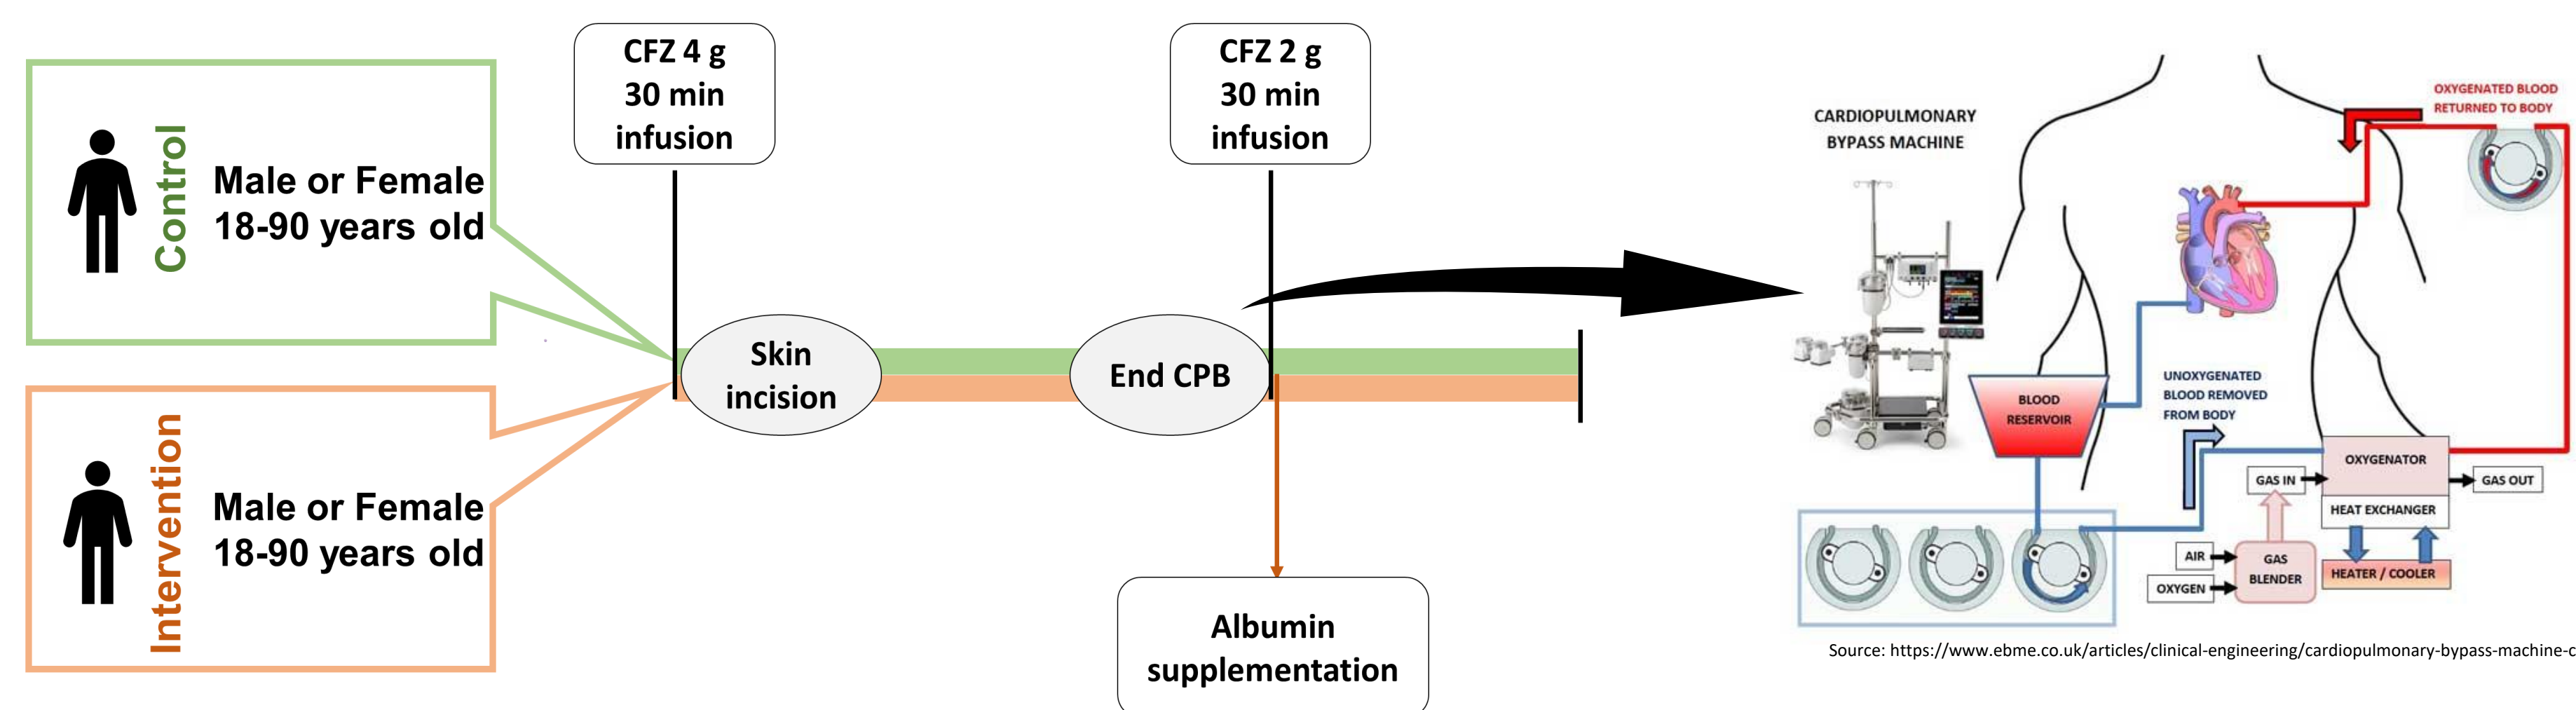 Control
Male or Female
18-90 years old
Intervention
Male or Female
18-90 years old
CFZ 4 g
30 min
infusion
CFZ 2 g
30 min
infusion
Skin
incision
End CPB
Albumin
supplementation
CARDIOPULMONARY
BYPASS MACHINE
OXYGENATED BLOOD
RETURNED TO BODY
BLOOD
RESERVOIR
UNOXYGENATED
BLOOD REMOVED
FROM BODY
OXYGENATOR
GAS IN
GAS OUT
HEAT EXCHANGER
AIR
OXYGEN
GAS
BLENDER
HEATER / COOLER
Source: https://www.ebme.co.uk/articles/clinical-engineering/cardiopulmonary-bypass-machine-c